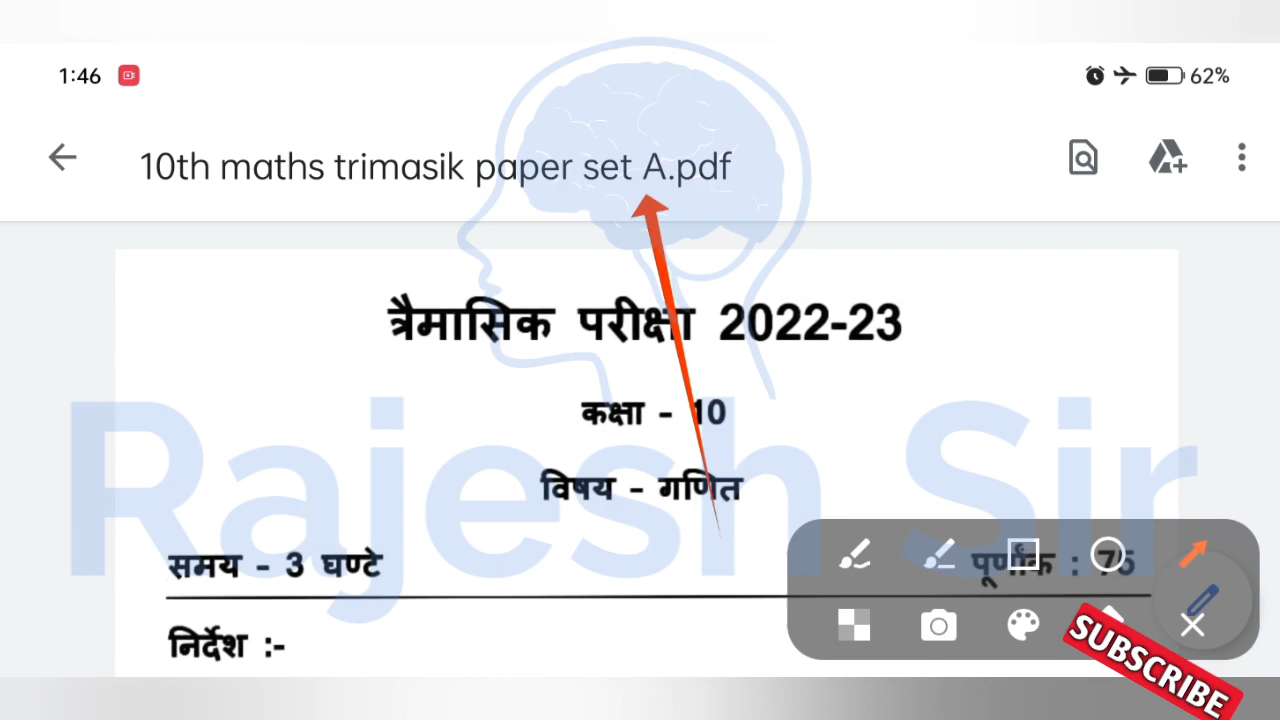 1:46 62%
10th maths trimasik paper set A.pdf
त्रैमासिक परीक्षा 2022-23
कक्षा - 10
विषय - गणित
Rajesh Sir
समय - 3 घण्टे पूर्णांक : 75
निर्देश :-
SUBSCRIBE